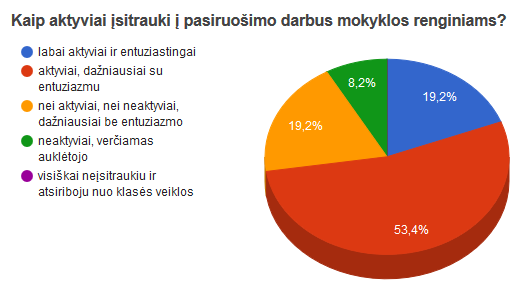 Kaip aktyviai įsitrauki į pasiruošimo darbus mokyklos renginiams?
labai aktyviai ir entuziastingai
aktyviai, dažniausiai su
entuziazmu
nei aktyviai, nei neaktyviai,
dažniausiai be entuziazmo
neaktyviai, verčiamas
auklėtojo
visiškai neįsitraukiu ir
atsiriboju nuo klasės veiklos
8,2%
19,2%
19,2%
53,4%